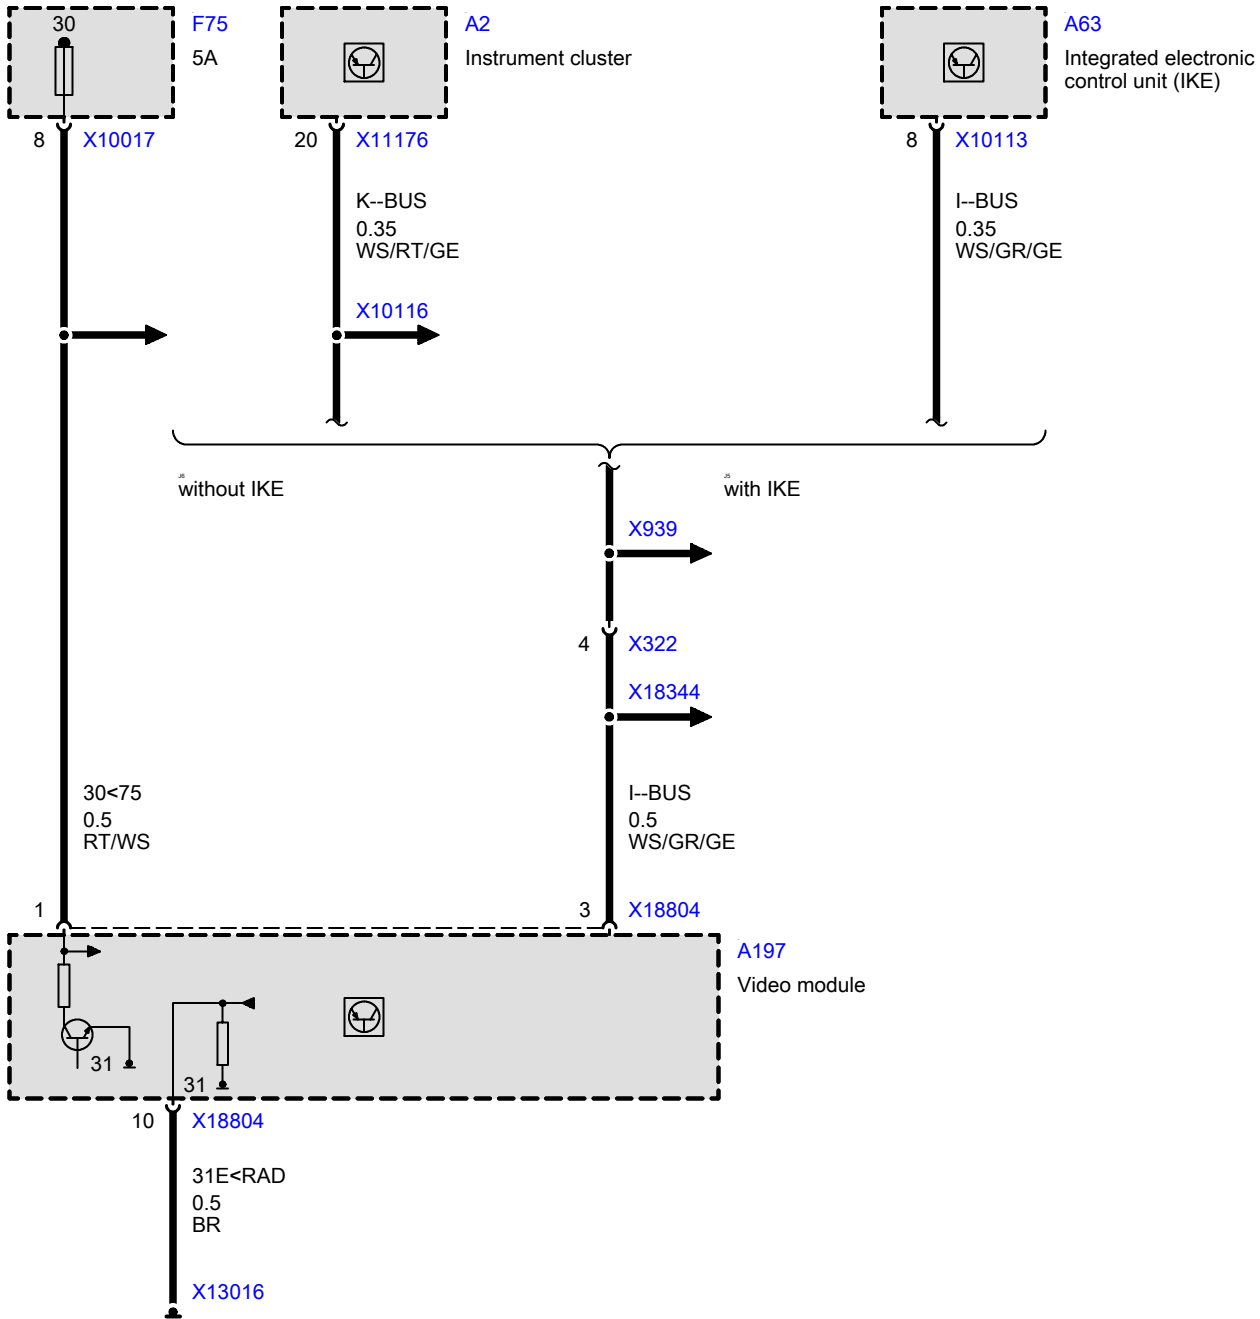 30
F75
5A
A2
Instrument cluster
A63
Integrated electronic
control unit (IKE)
8
X10017
20
X11176
8
X10113
K--BUS
0.35
WS/RT/GE
I--BUS
0.35
WS/GR/GE
X10116
without IKE
with IKE
X939
4
X322
X18344
30<75
0.5
RT/WS
I--BUS
0.5
WS/GR/GE
1
3
X18804
A197
Video module
31
31
10
X18804
31E<RAD
0.5
BR
X13016